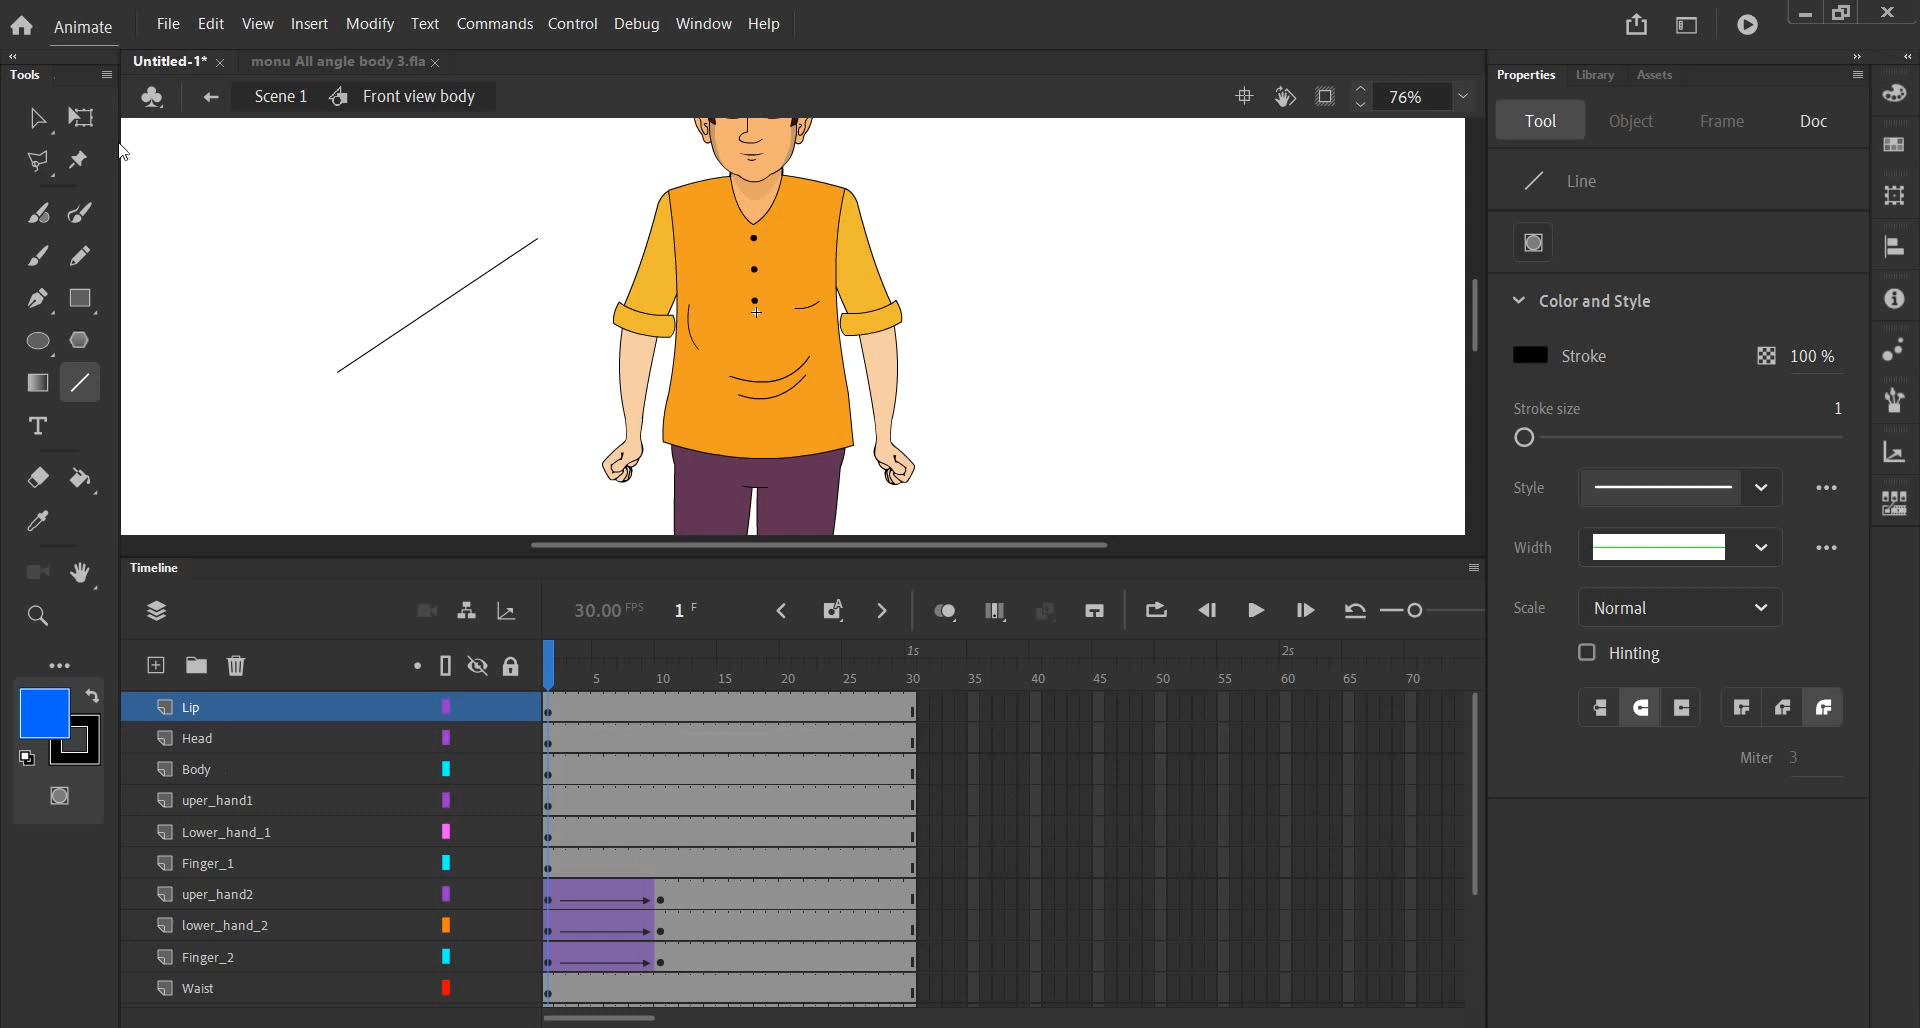 Animate
File Edit View Insert Modify Text Commands Control Debug Window Help
Tools
Untitled-1*
monu All angle body 3.fla
Scene 1
Front view body
76%
Properties Library Assets
Tool Object Frame Doc
Line
Color and Style
Stroke 100 %
Stroke size 1
Style
Width
Scale Normal
Hinting
Miter 3
Timeline
30.00 FPS 1 F
1s 2s
5 10 15 20 25 30 35 40 45 50 55 60 65 70
Lip
Head
Body
uper_hand1
Lower_hand_1
Finger_1
uper_hand2
lower_hand_2
Finger_2
Waist